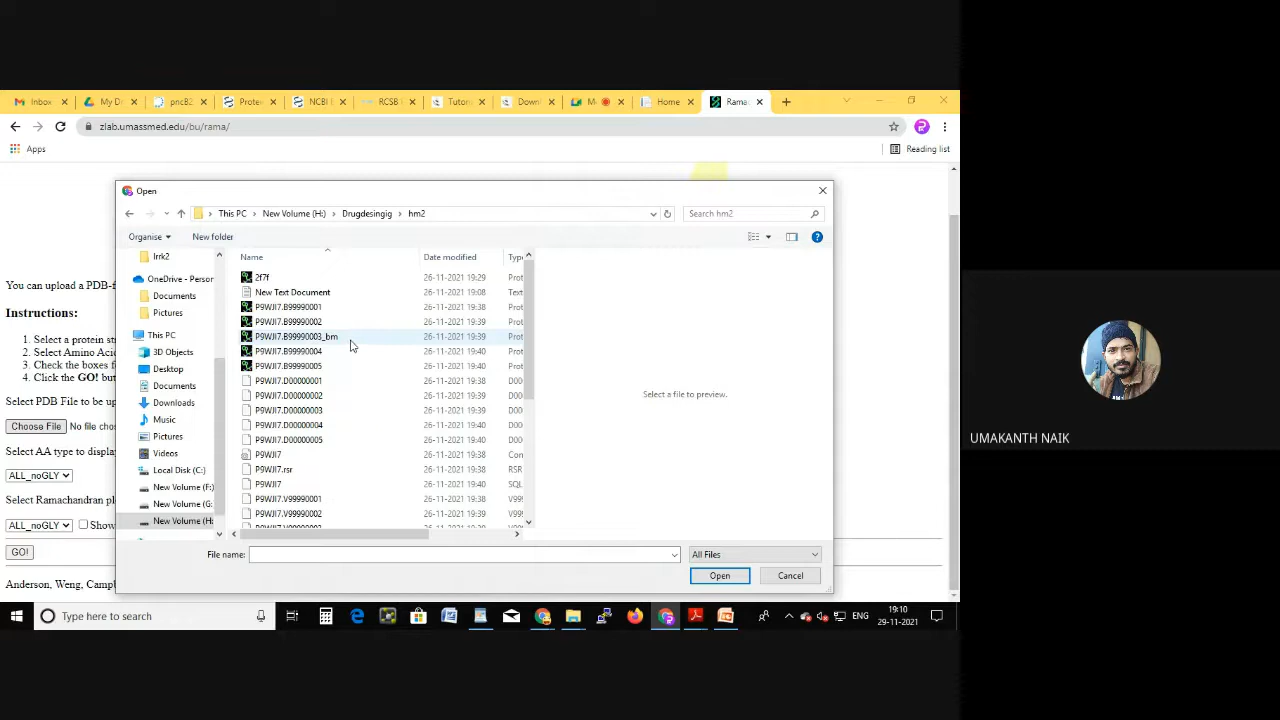 Inbox
My Di
pncB2
Protei
NCBI
RCSB
Tutori
Downl
M
Home
Rama
zlab.umassmed.edu/bu/rama/
Apps
Reading list
Open
This PC
New Volume (H:)
Drugdesingig
hm2
Search hm2
Organise
New folder
Name
Date modified
Typ
lrrk2
OneDrive - Person
Documents
Pictures
This PC
3D Objects
Desktop
Documents
Downloads
Music
Pictures
Videos
Local Disk (C:)
New Volume (F:)
New Volume (G:
New Volume (H:
2f7f 26-11-2021 19:29 Prot
New Text Document 26-11-2021 19:08 Text
P9WJI7.B99990001 26-11-2021 19:38 Prot
P9WJI7.B99990002 26-11-2021 19:39 Prot
P9WJI7.B99990003_bm 26-11-2021 19:39 Prot
P9WJI7.B99990004 26-11-2021 19:40 Prot
P9WJI7.B99990005 26-11-2021 19:40 Prot
P9WJI7.D00000001 26-11-2021 19:38 D00
P9WJI7.D00000002 26-11-2021 19:39 D00
P9WJI7.D00000003 26-11-2021 19:39 D00
P9WJI7.D00000004 26-11-2021 19:40 D00
P9WJI7.D00000005 26-11-2021 19:40 D00
P9WJI7 26-11-2021 19:38 Com
P9WJI7.rsr 26-11-2021 19:38 RSR
P9WJI7 26-11-2021 19:40 SQL
P9WJI7.V99990001 26-11-2021 19:38 V99
P9WJI7.V99990002 26-11-2021 19:39 V99
Select a file to preview.
File name:
All Files
Open
Cancel
You can upload a PDB-f
Instructions:
1. Select a protein str
2. Select Amino Acid
3. Check the boxes f
4. Click the GO! but
Select PDB File to be up
Choose File No file chos
Select AA type to display
ALL_noGLY
Select Ramachandran pl
ALL_noGLY Show
GO!
Anderson, Weng, Campb
Type here to search
ENG
19:10
29-11-2021
UMAKANTH NAIK